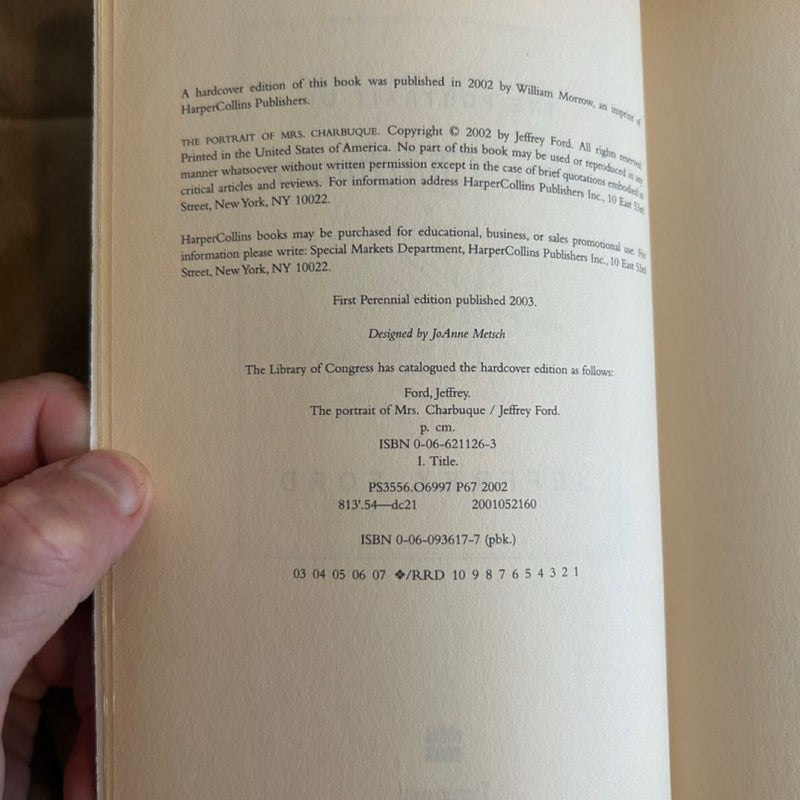 A hardcover edition of this book was published in 2002 by William Morrow, an imprint of
HarperCollins Publishers.
THE PORTRAIT OF MRS. CHARBUQUE. Copyright © 2002 by Jeffrey Ford. All rights reserved.
Printed in the United States of America. No part of this book may be used or reproduced in any
manner whatsoever without written permission except in the case of brief quotations embodied in
critical articles and reviews. For information address HarperCollins Publishers Inc., 10 East 53rd
Street, New York, NY 10022.
HarperCollins books may be purchased for educational, business, or sales promotional use. For
information please write: Special Markets Department, HarperCollins Publishers Inc., 10 East 53rd
Street, New York, NY 10022.
First Perennial edition published 2003.
Designed by JoAnne Metsch
The Library of Congress has catalogued the hardcover edition as follows:
Ford, Jeffrey.
The portrait of Mrs. Charbuque / Jeffrey Ford.
p. cm.
ISBN 0-06-621126-3
I. Title.
PS3556.O6997 P67 2002
813'.54—dc21 2001052160
ISBN 0-06-093617-7 (pbk.)
03 04 05 06 07 ❖/RRD 10 9 8 7 6 5 4 3 2 1